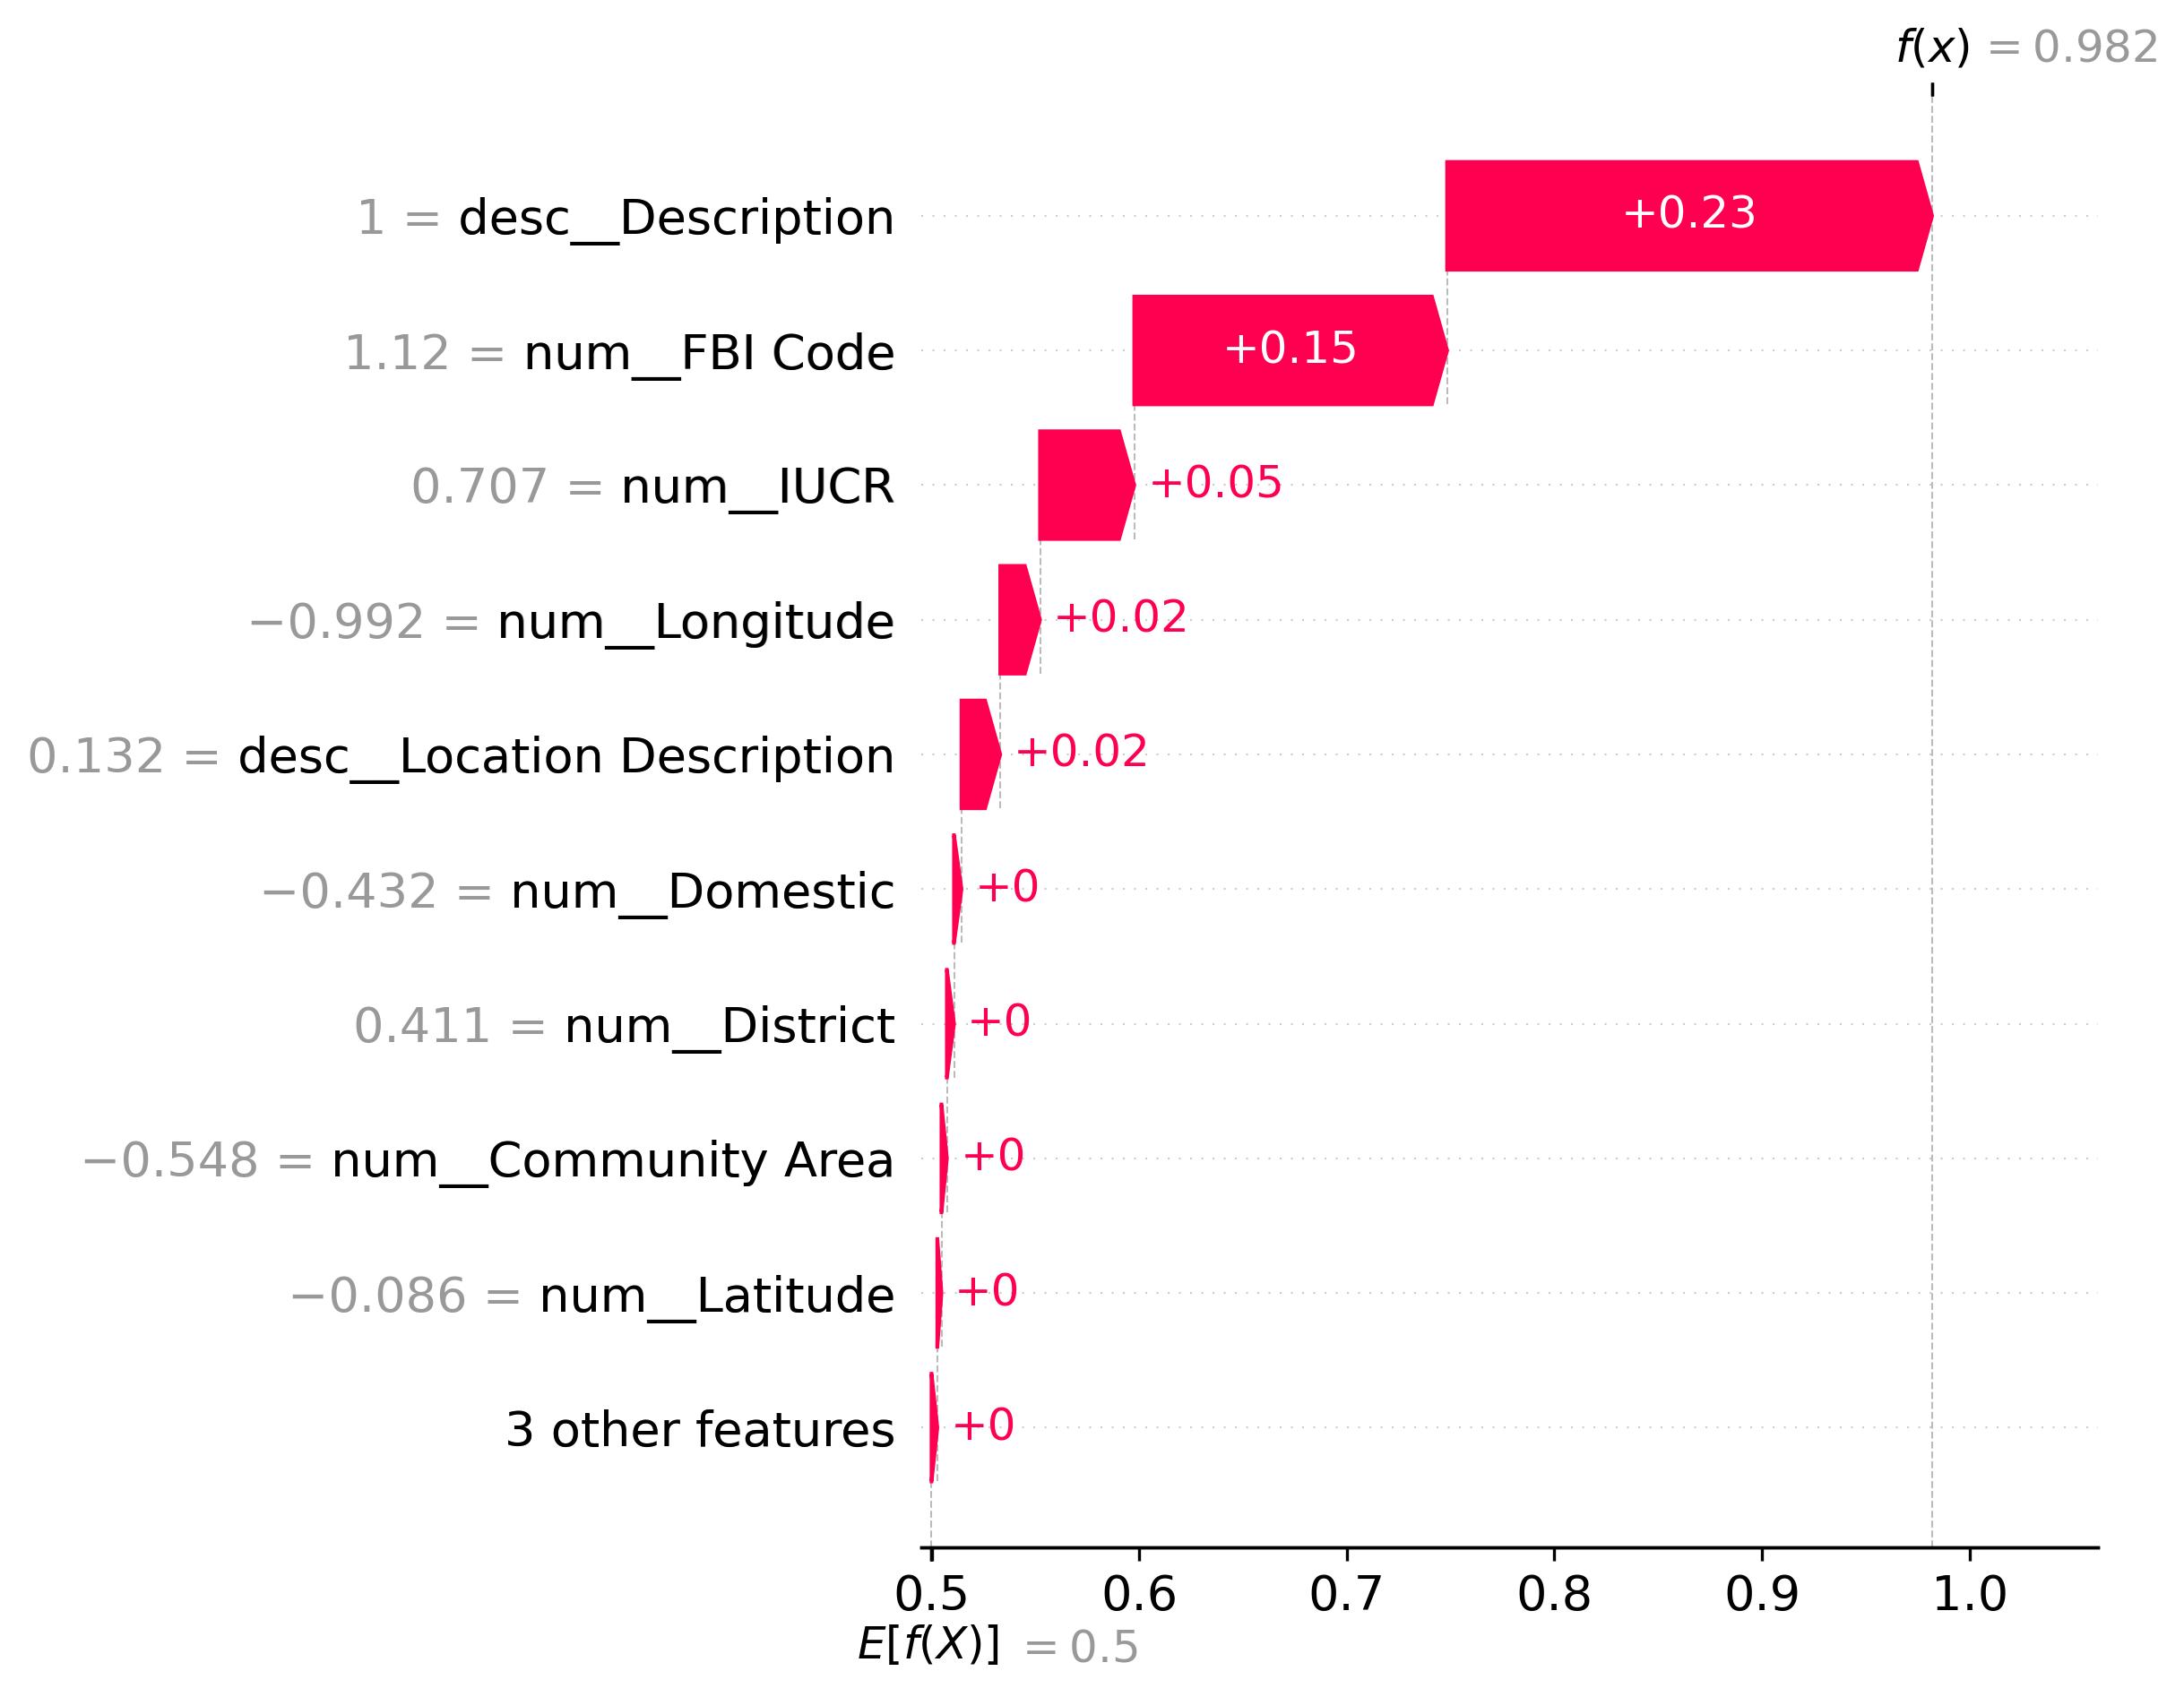 f(x) = 0.982
1 = desc__Description
+0.23
1.12 = num__FBI Code
+0.15
0.707 = num__IUCR
+0.05
−0.992 = num__Longitude
+0.02
0.132 = desc__Location Description
+0.02
−0.432 = num__Domestic
+0
0.411 = num__District
+0
−0.548 = num__Community Area
+0
−0.086 = num__Latitude
+0
3 other features
+0
0.5 0.6 0.7 0.8 0.9 1.0
E[f(X)] = 0.5